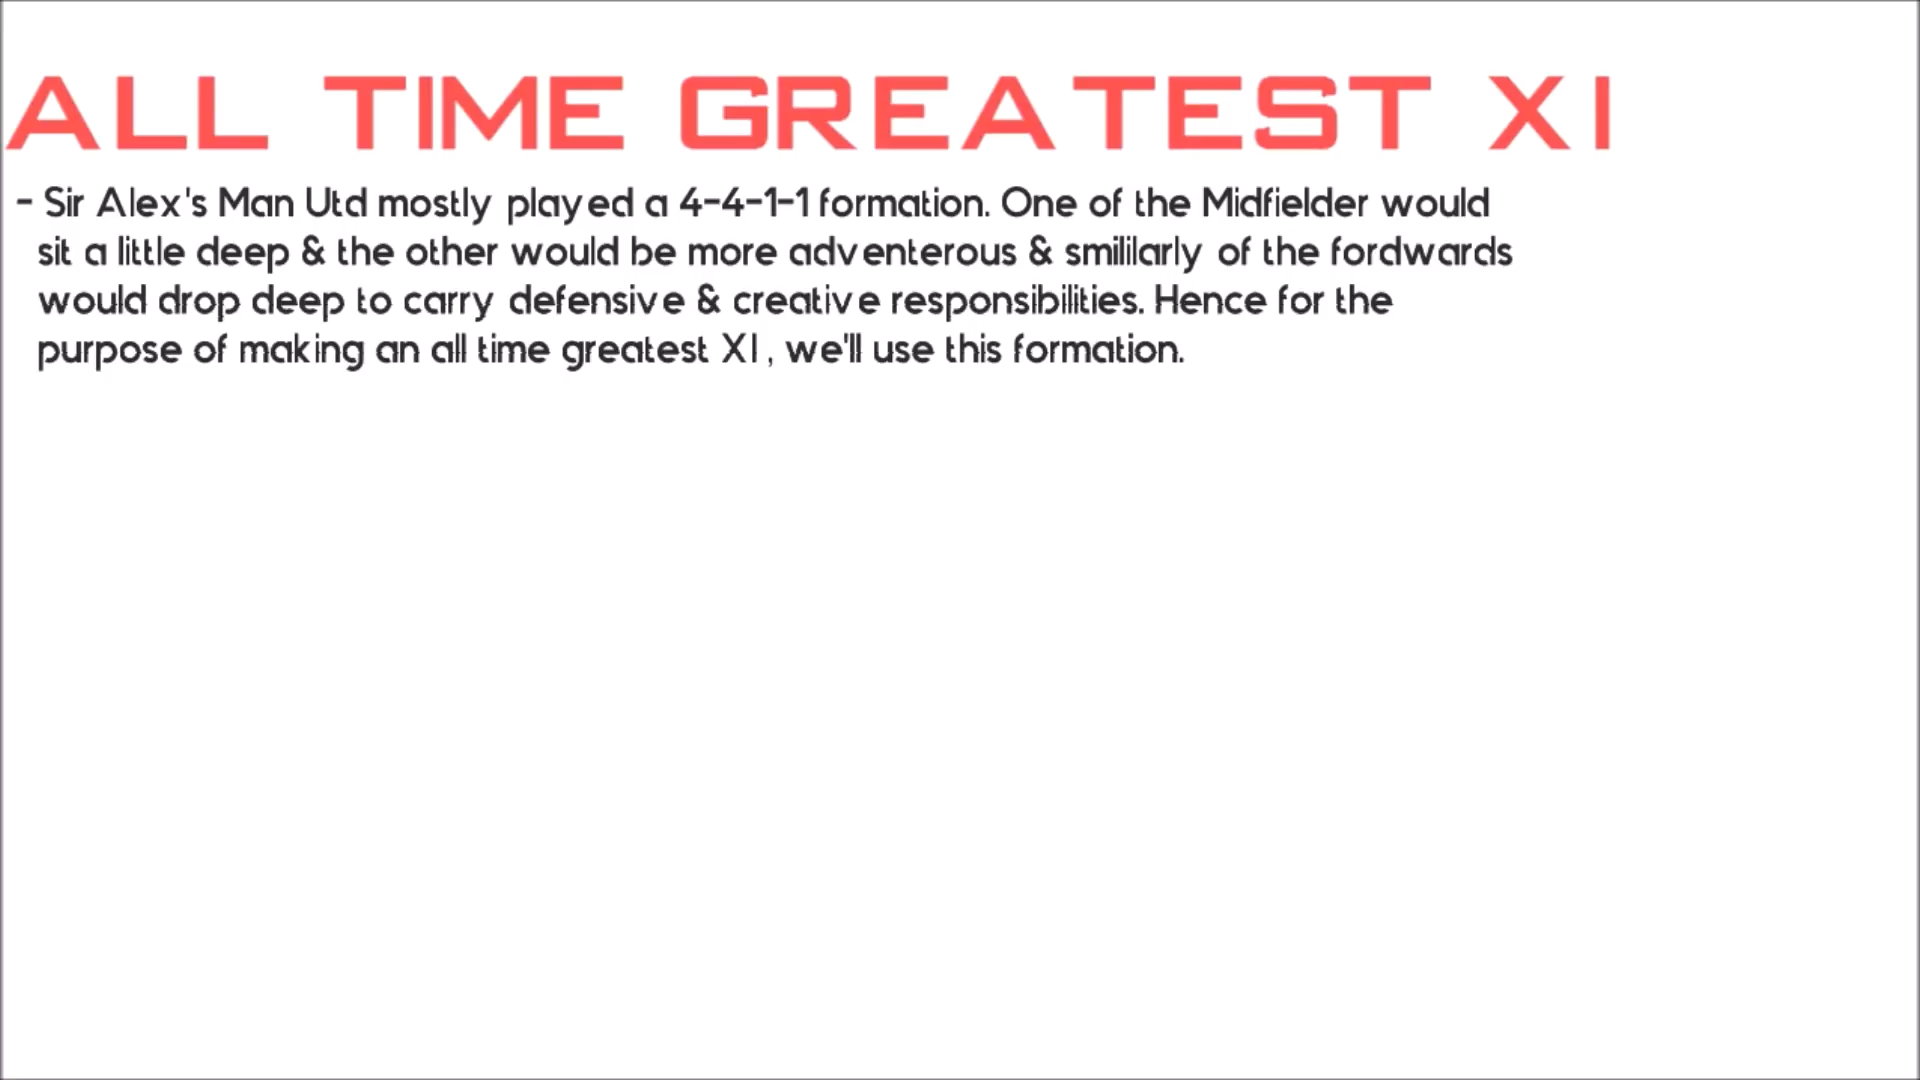 ALL TIME GREATEST XI
- Sir Alex's Man Utd mostly played a 4-4-1-1 formation. One of the Midfielder would
sit a little deep & the other would be more adventerous & smililarly of the fordwards
would drop deep to carry defensive & creative responsibilities. Hence for the
purpose of making an all time greatest XI, we'll use this formation.